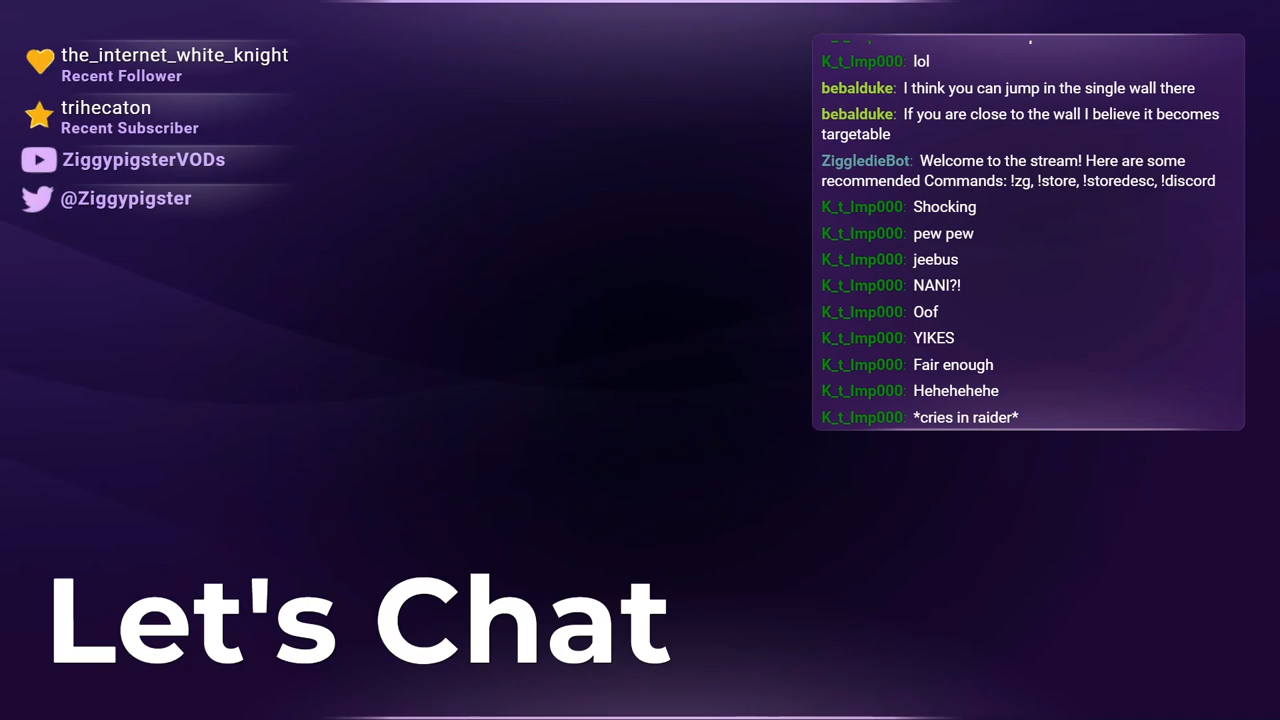 the_internet_white_knight
Recent Follower
trihecaton
Recent Subscriber
ZiggypigsterVODs
@Ziggypigster
K_t_Imp000: lol
bebalduke: I think you can jump in the single wall there
bebalduke: If you are close to the wall I believe it becomes
targetable
ZiggledieBot: Welcome to the stream! Here are some
recommended Commands: !zg, !store, !storedesc, !discord
K_t_Imp000: Shocking
K_t_Imp000: pew pew
K_t_Imp000: jeebus
K_t_Imp000: NANI?!
K_t_Imp000: Oof
K_t_Imp000: YIKES
K_t_Imp000: Fair enough
K_t_Imp000: Hehehehehe
K_t_Imp000: *cries in raider*
Let's Chat